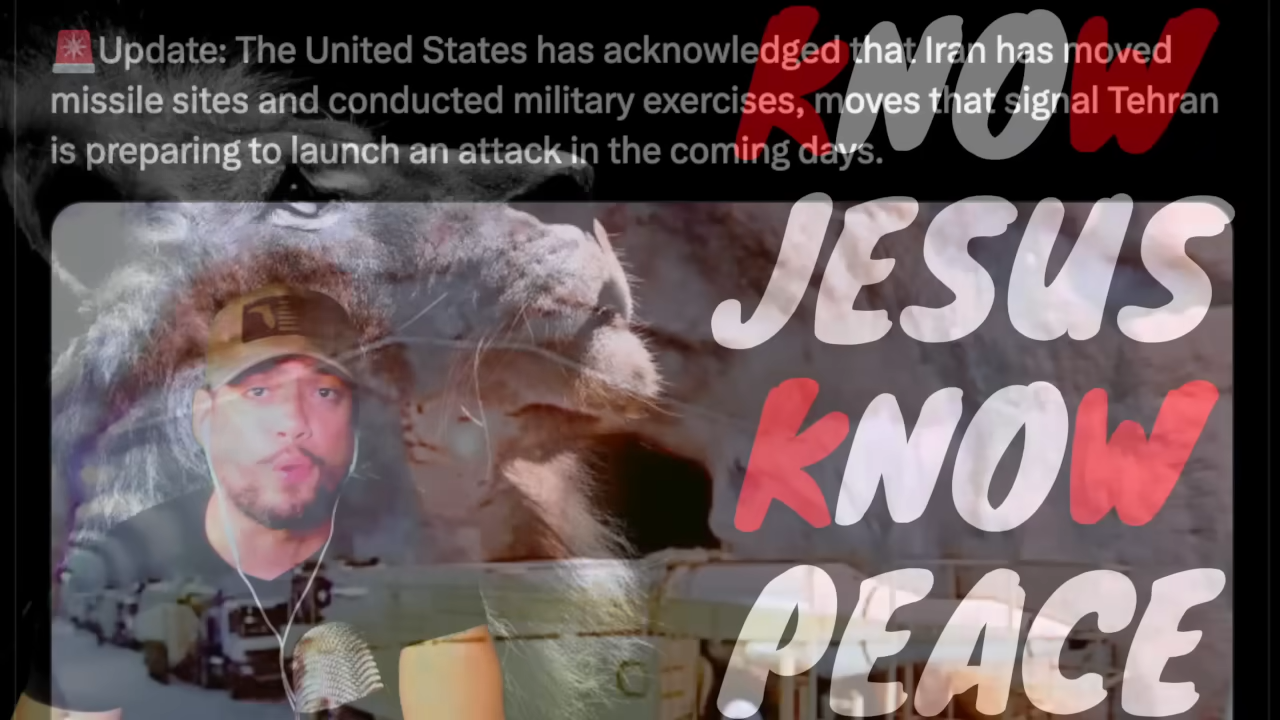 🚨Update: The United States has acknowledged that Iran has moved
missile sites and conducted military exercises, moves that signal Tehran
is preparing to launch an attack in the coming days.
KNOW
JESUS
KNOW
PEACE